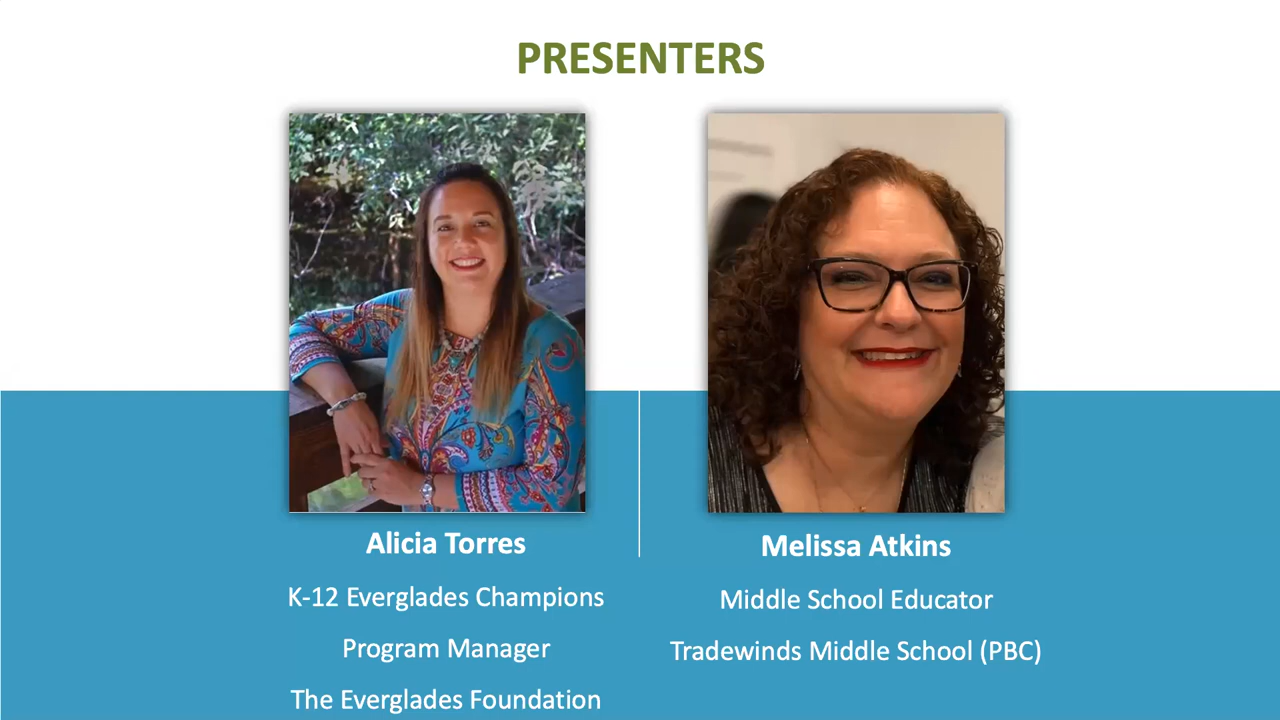 PRESENTERS
Alicia Torres
K-12 Everglades Champions
Program Manager
The Everglades Foundation
Melissa Atkins
Middle School Educator
Tradewinds Middle School (PBC)